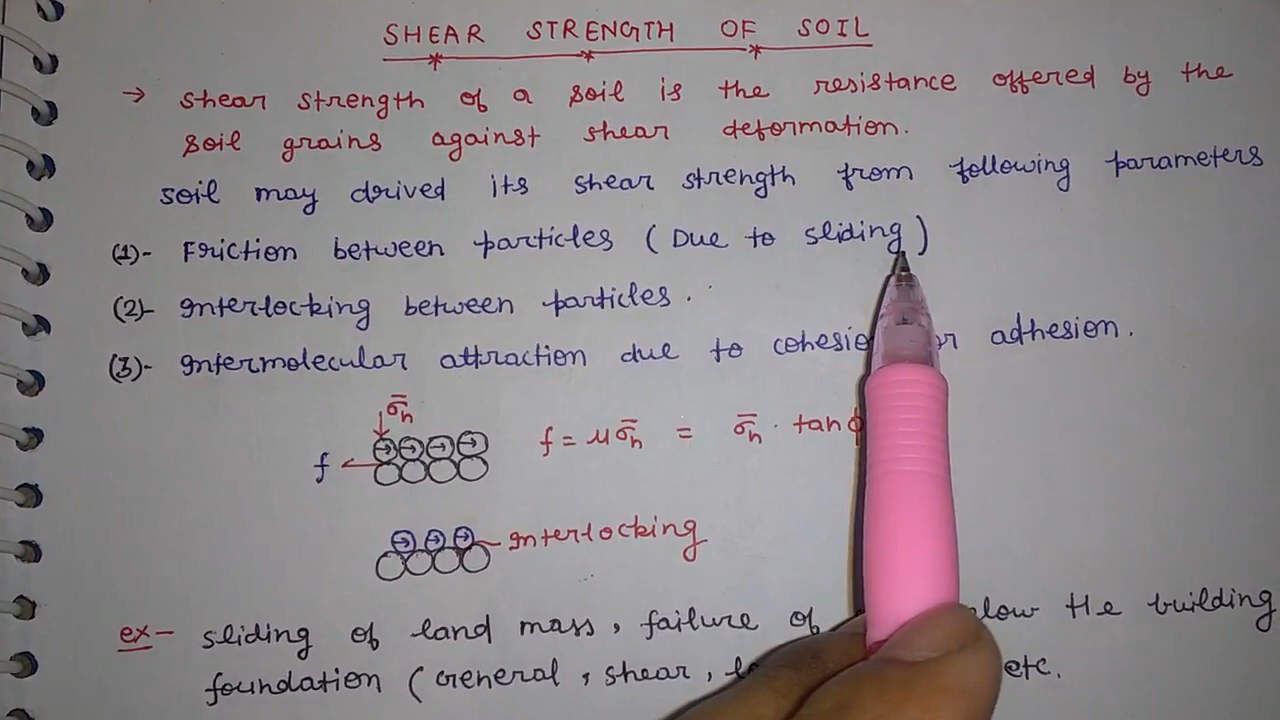 SHEAR STRENGTH OF SOIL
→ shear strength of a soil is the resistance offered by the
soil grains against shear deformation.
soil may drived its shear strength from following parameters
(1)- Friction between particles (Due to sliding)
(2)- Interlocking between particles.
(3)- Intermolecular attraction due to or adhesion.
σ̄n
f f = μσ̄n = σ̄n · tanϕ
Interlocking
ex- sliding of land mass, failure of the building
foundation (General, shear, etc.